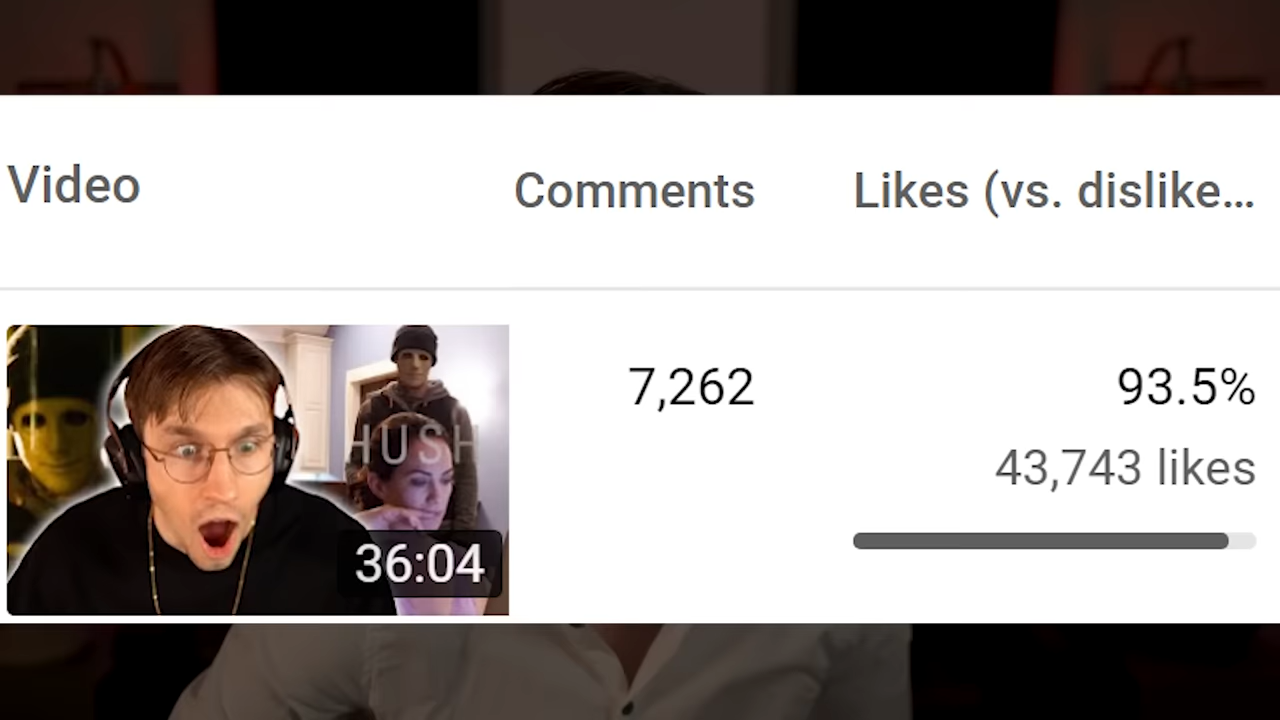 Video
Comments
Likes (vs. dislike...
7,262
93.5%
43,743 likes
HUSH
36:04